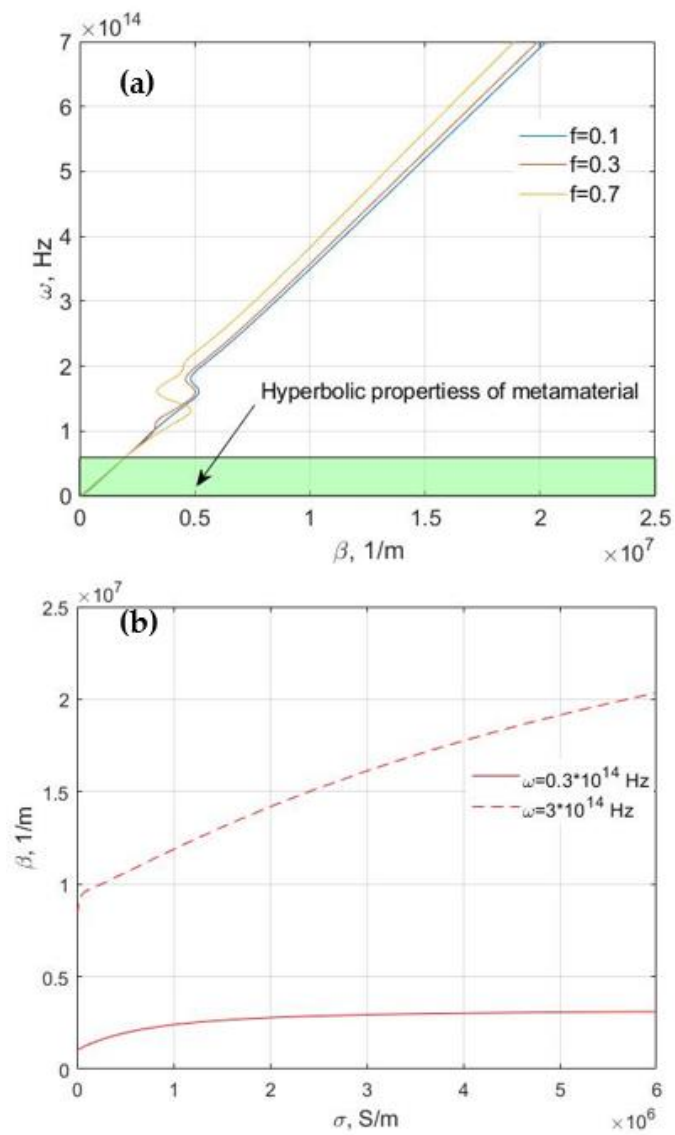 ×10^14
7
(a)
6
f=0.1
f=0.3
5
f=0.7
4
ω, Hz
3
2
Hyperbolic propertiess of metamaterial
1
0
0 0.5 1 1.5 2 2.5
β, 1/m
×10^7
×10^7
2.5
(b)
2
ω=0.3*10^14 Hz
1.5
ω=3*10^14 Hz
β, 1/m
1
0.5
0
0 1 2 3 4 5 6
σ, S/m
×10^6